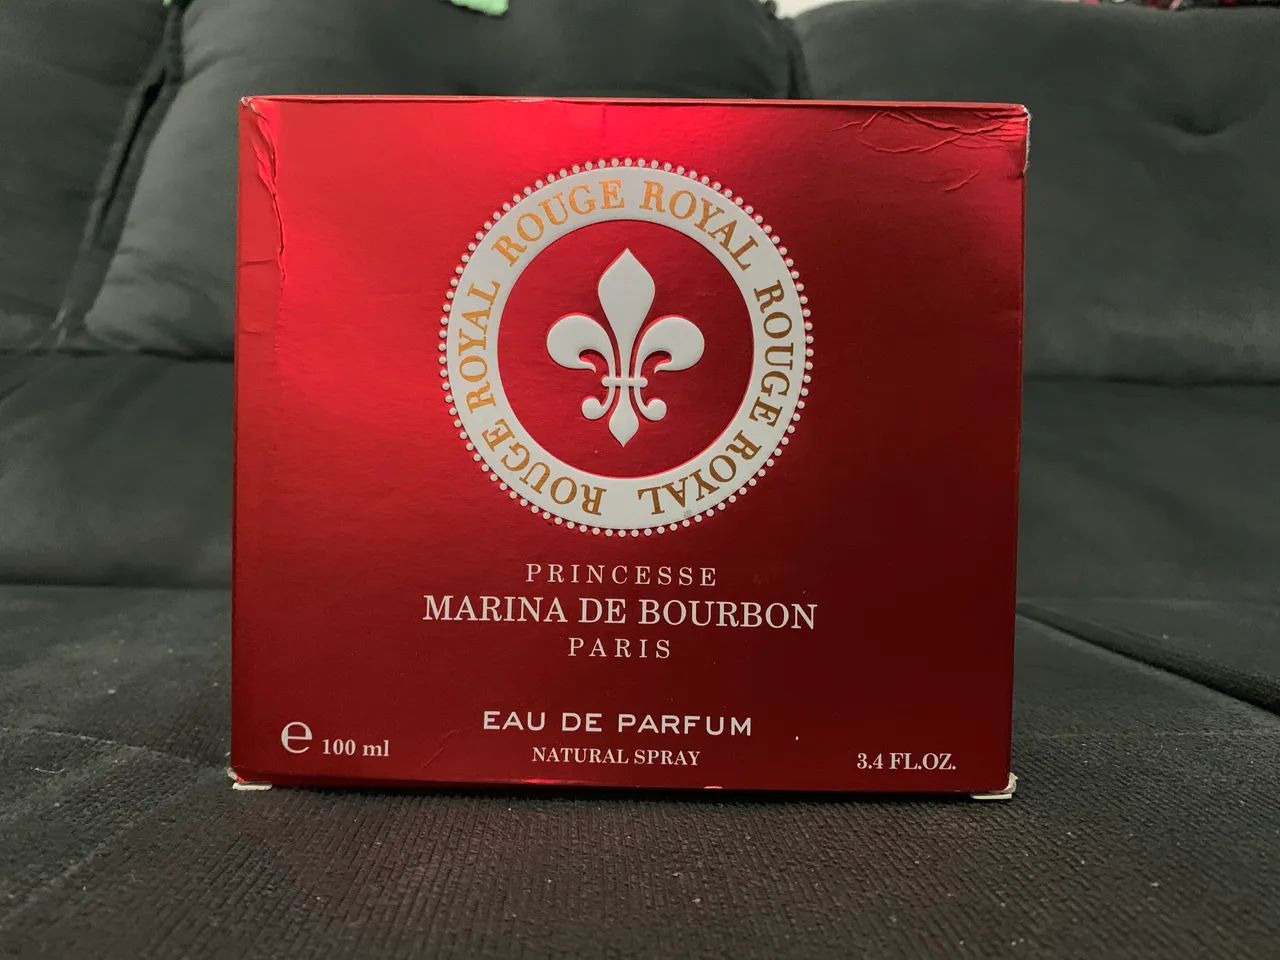 ROUGE ROYAL ROUGE ROYAL ROUGE ROYAL
PRINCESSE
MARINA DE BOURBON
PARIS
EAU DE PARFUM
NATURAL SPRAY
℮ 100 ml
3.4 FL.OZ.